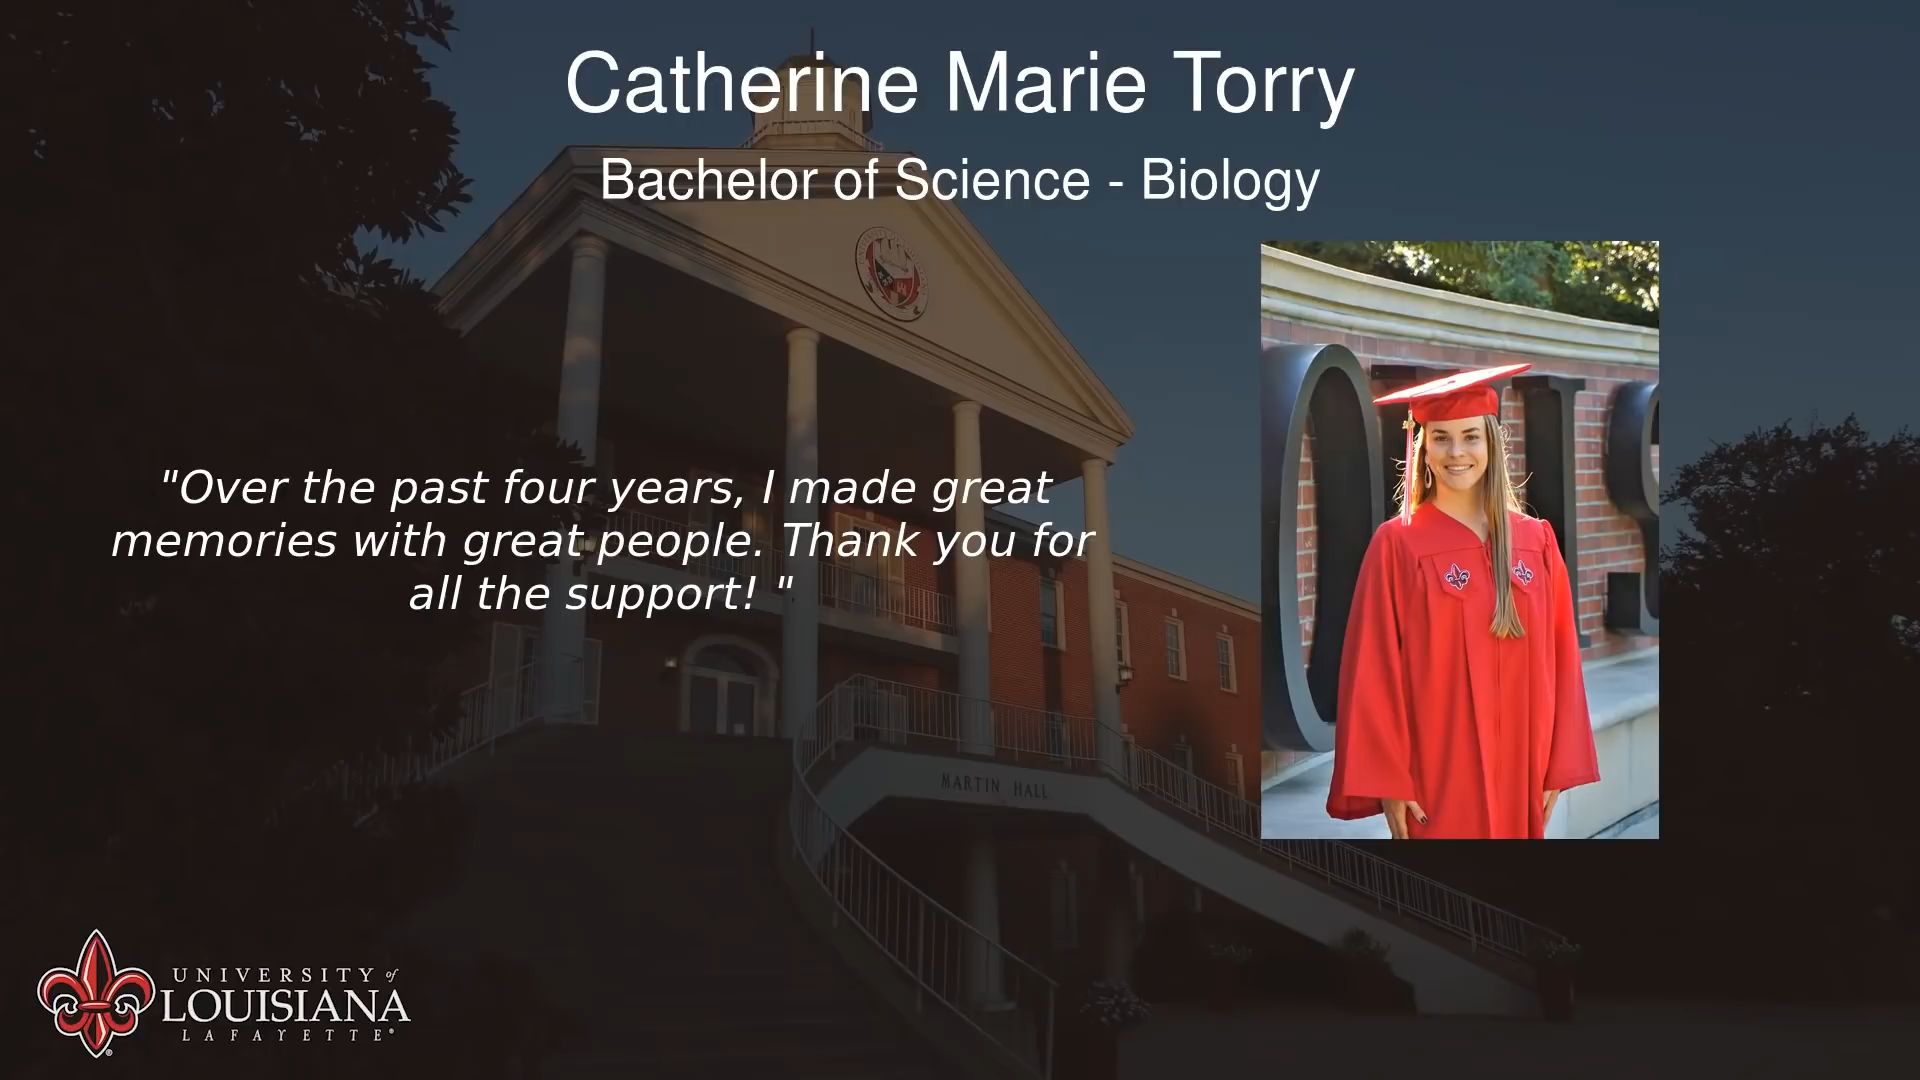 Catherine Marie Torry
Bachelor of Science - Biology
"Over the past four years, I made great
memories with great people. Thank you for
all the support! "
MARTIN HALL
UNIVERSITY of
LOUISIANA
LAFAYETTE®